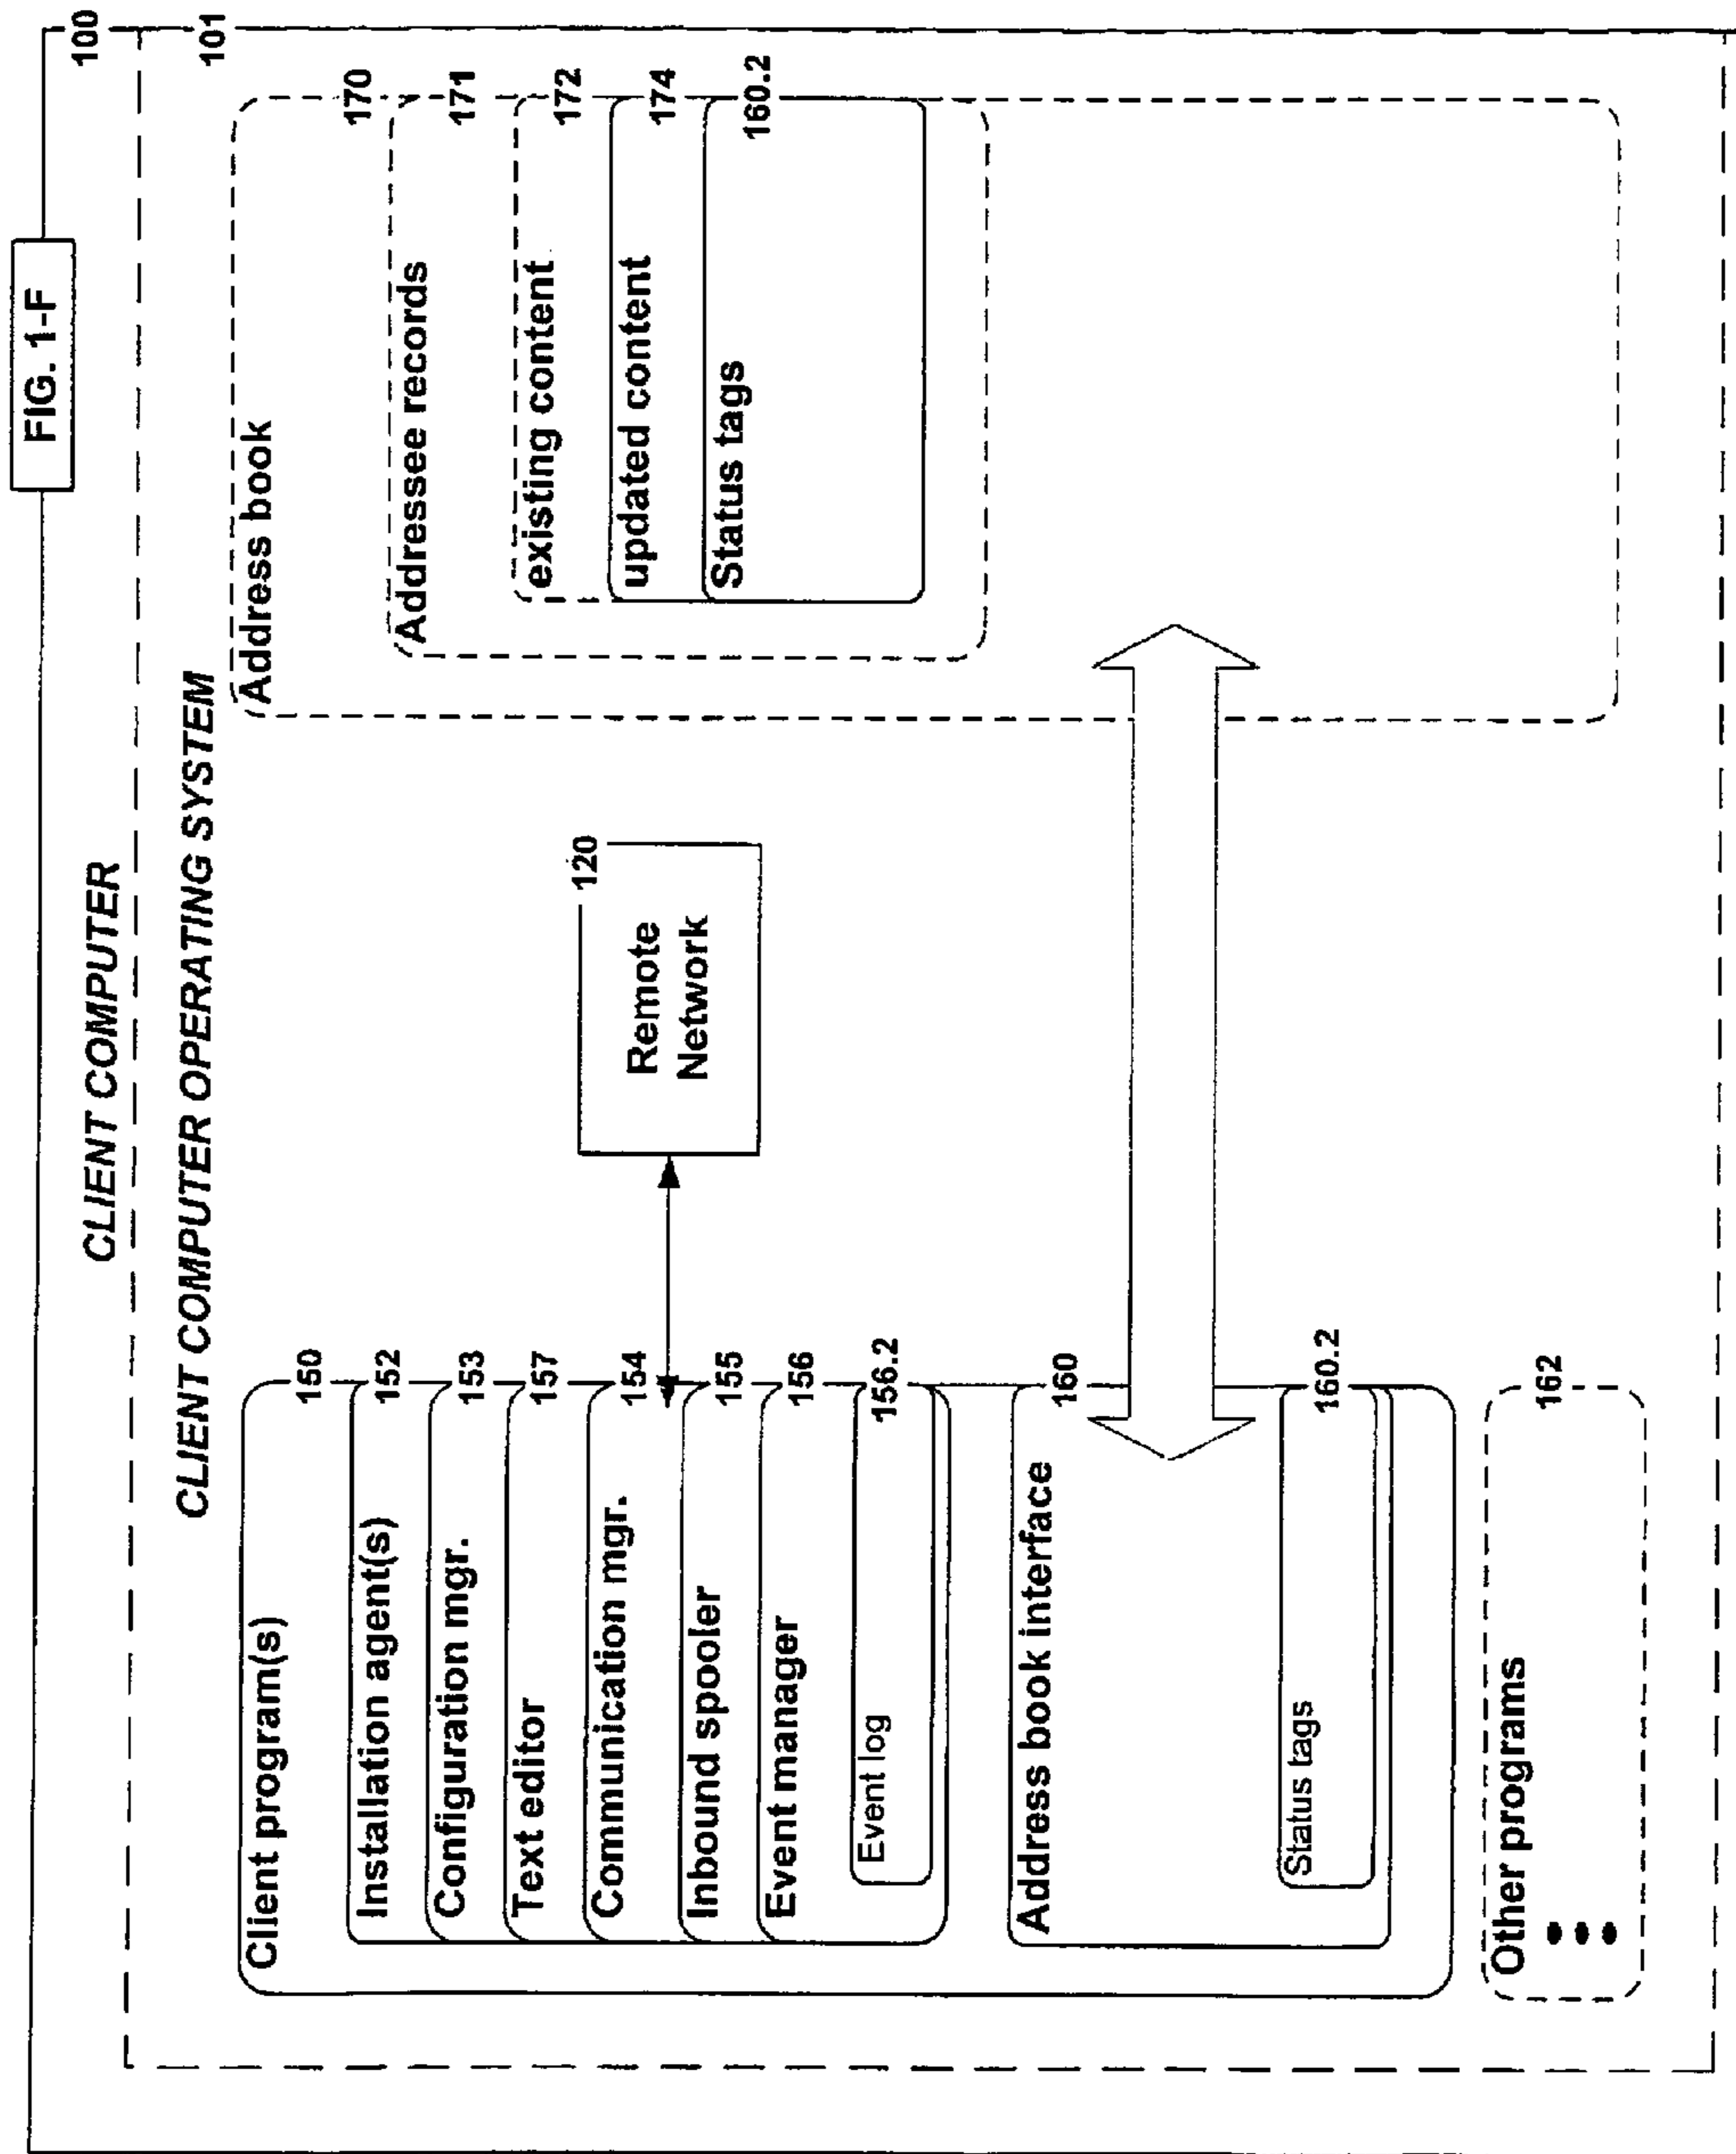 FIG. 1-F
100
CLIENT COMPUTER
101
CLIENT COMPUTER OPERATING SYSTEM
Client program(s)
150
Installation agent(s)
152
Configuration mgr.
153
Text editor
157
Communication mgr.
154
Inbound spooler
155
Event manager
156
Event log
156.2
Address book interface
160
Status tags
160.2
Other programs
162
Remote
Network
120
Address book
170
Addressee records
171
existing content
172
updated content
174
Status tags
160.2